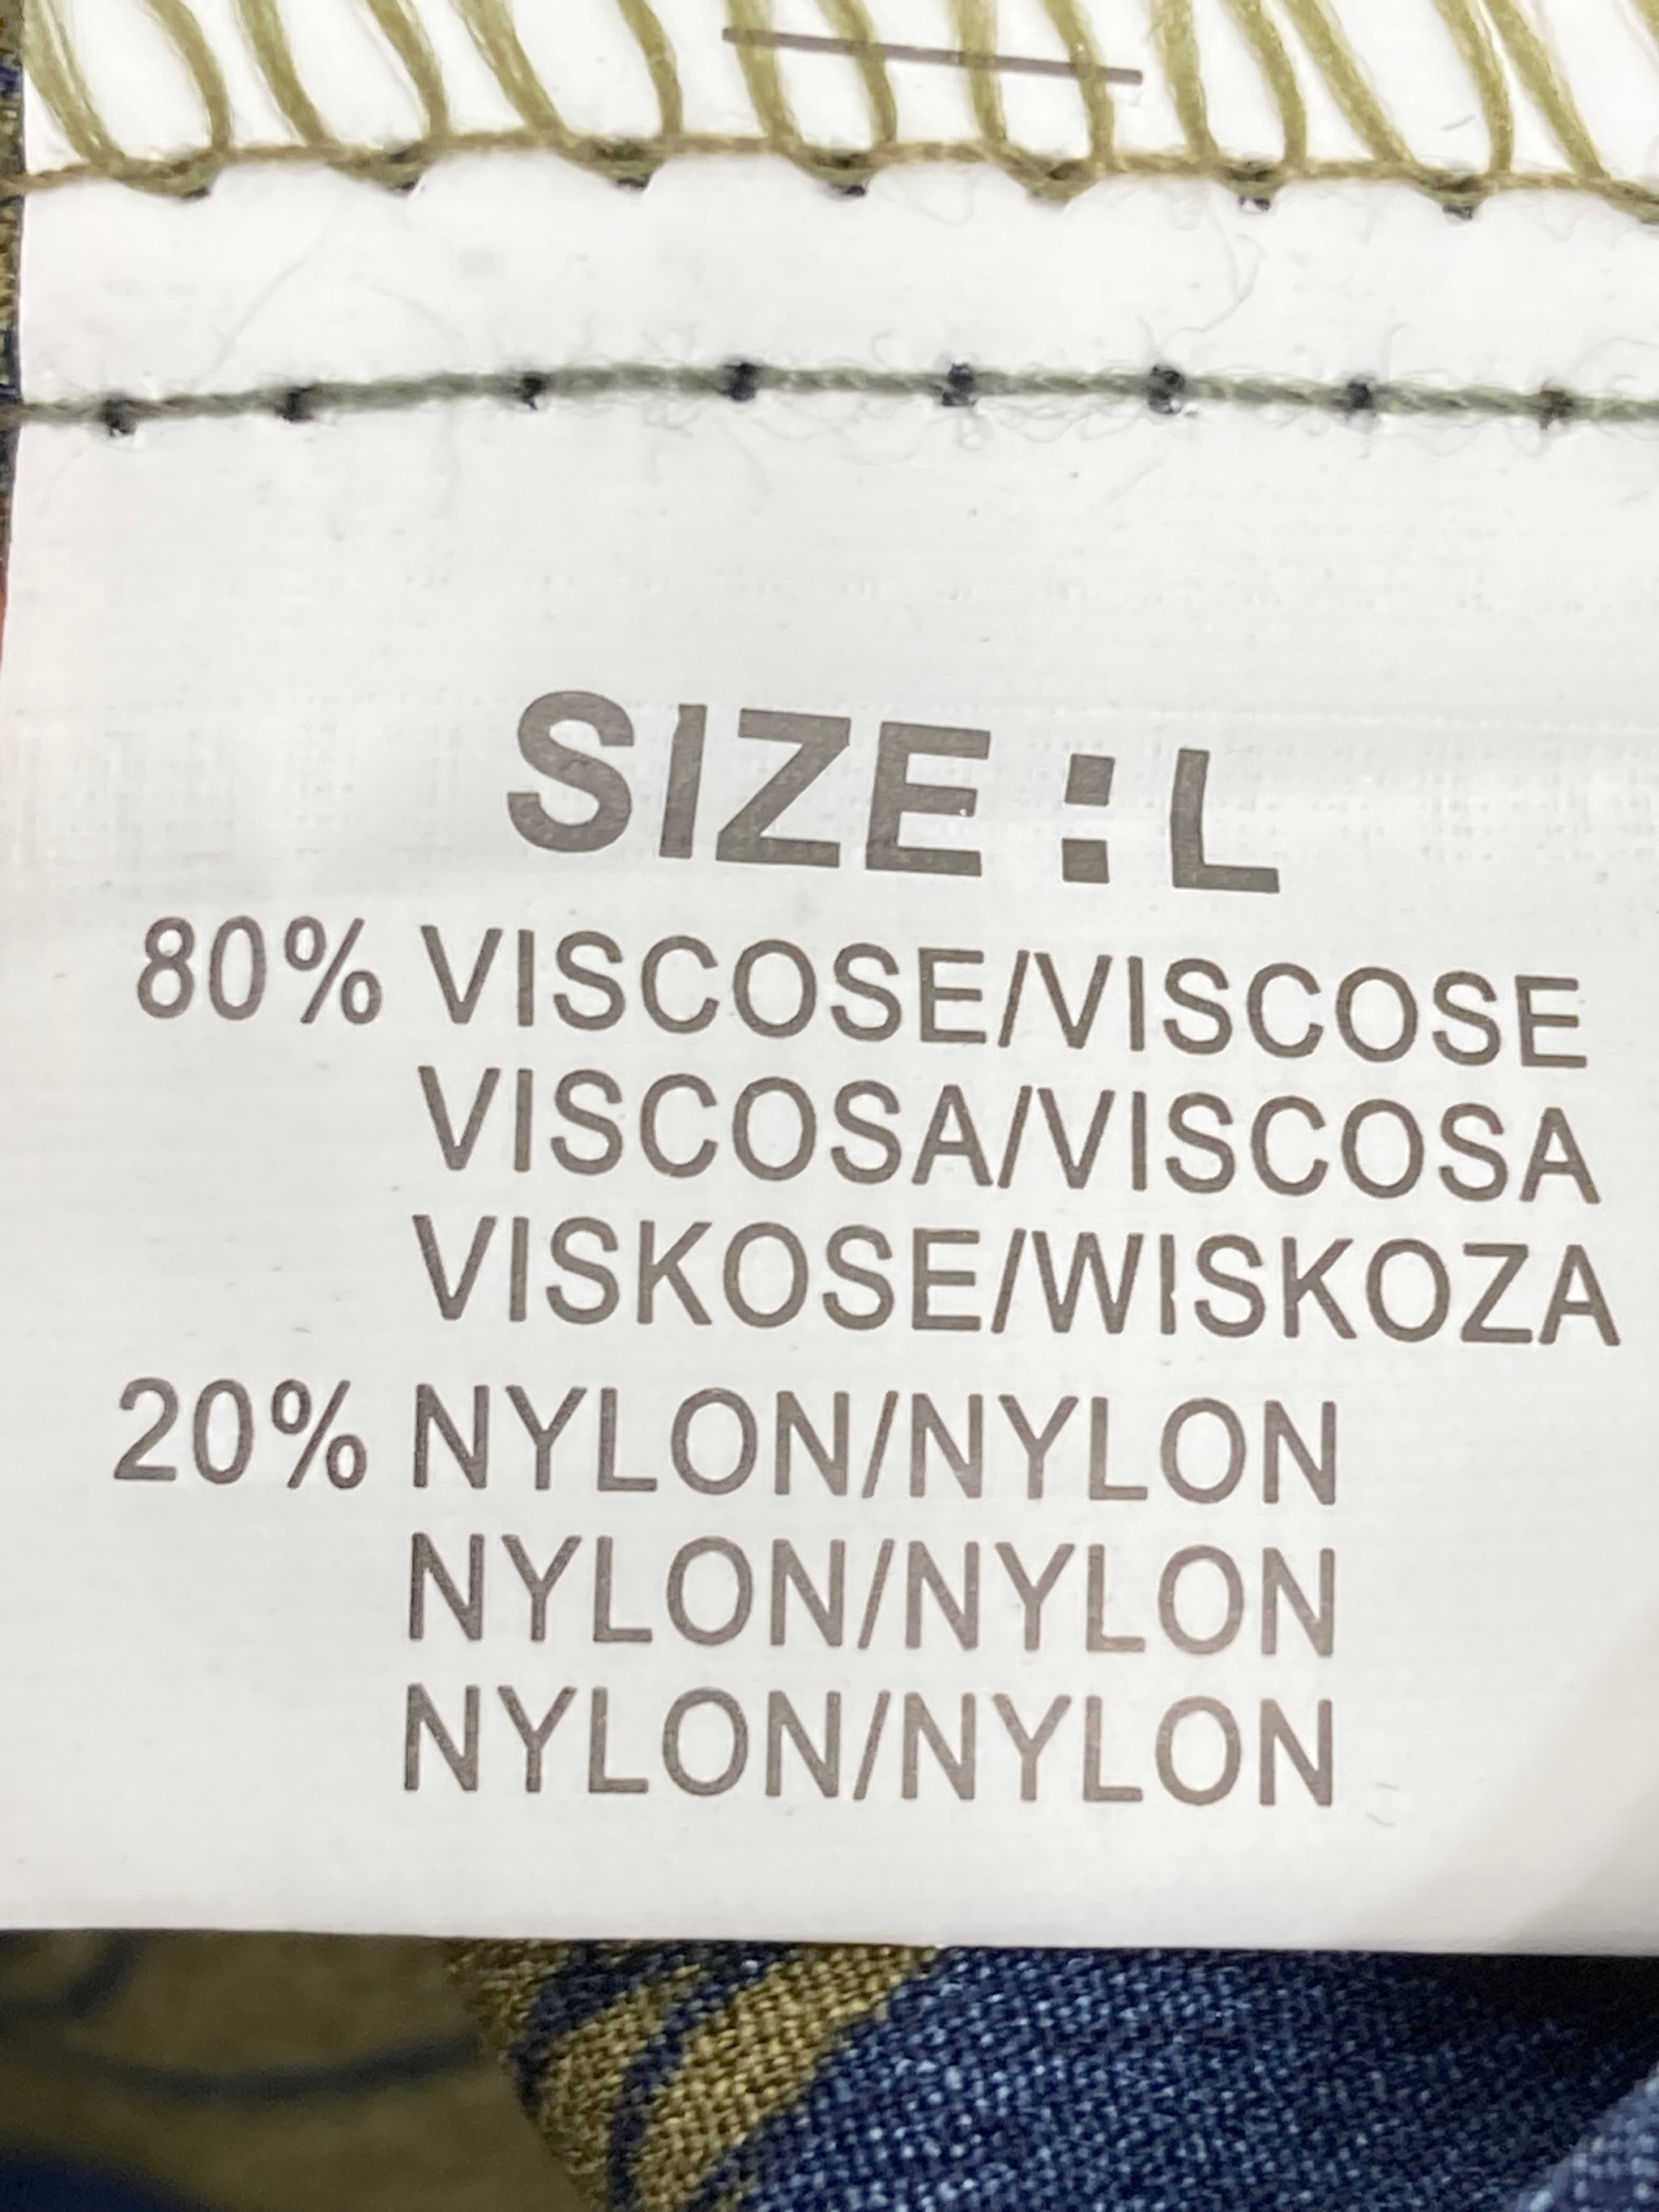 SIZE:L
80% VISCOSE/VISCOSE
VISCOSA/VISCOSA
VISKOSE/WISKOZA
20% NYLON/NYLON
NYLON/NYLON
NYLON/NYLON